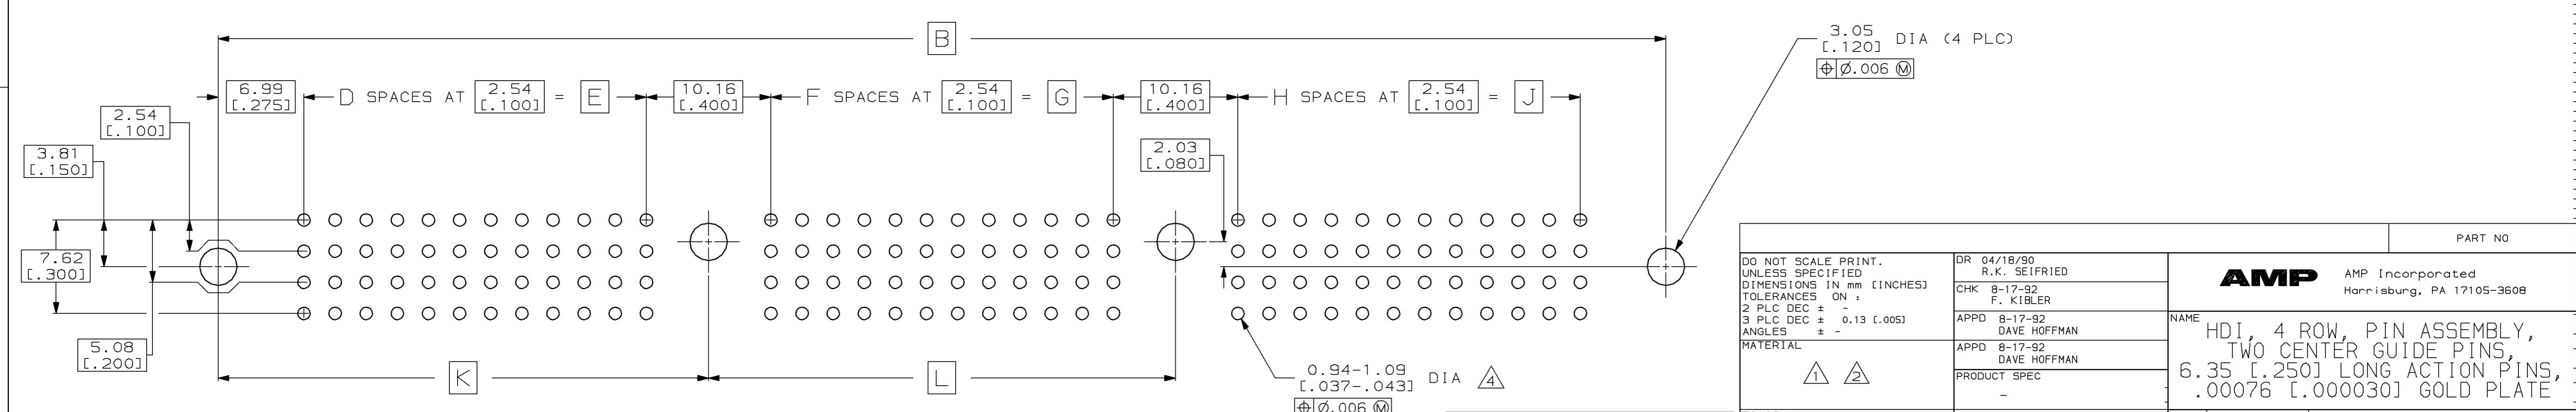 B
3.05
[.120] DIA (4 PLC)
⌖ Ø.006 Ⓜ
6.99
[.275]
D SPACES AT 2.54 [.100] = E
10.16
[.400]
F SPACES AT 2.54 [.100] = G
10.16
[.400]
H SPACES AT 2.54 [.100] = J
2.54
[.100]
3.81
[.150]
2.03
[.080]
7.62
[.300]
5.08
[.200]
K
L
0.94-1.09
[.037-.043] DIA 4
⌖ Ø.006 Ⓜ
PART NO
DO NOT SCALE PRINT.
UNLESS SPECIFIED
DIMENSIONS IN mm [INCHES]
TOLERANCES ON :
2 PLC DEC ± -
3 PLC DEC ± 0.13 [.005]
ANGLES ± -
MATERIAL
1 2
DR 04/18/90
R.K. SEIFRIED
CHK 8-17-92
F. KIBLER
APPD 8-17-92
DAVE HOFFMAN
APPD 8-17-92
DAVE HOFFMAN
PRODUCT SPEC
-
AMP AMP Incorporated
Harrisburg, PA 17105-3608
NAME
HDI, 4 ROW, PIN ASSEMBLY,
TWO CENTER GUIDE PINS,
6.35 [.250] LONG ACTION PINS,
.00076 [.000030] GOLD PLATE